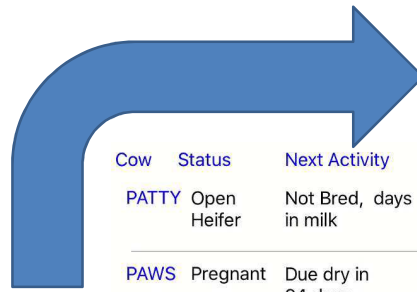 Cow Status Next Activity
PATTY Open Not Bred, days
Heifer in milk
PAWS Pregnant Due dry in